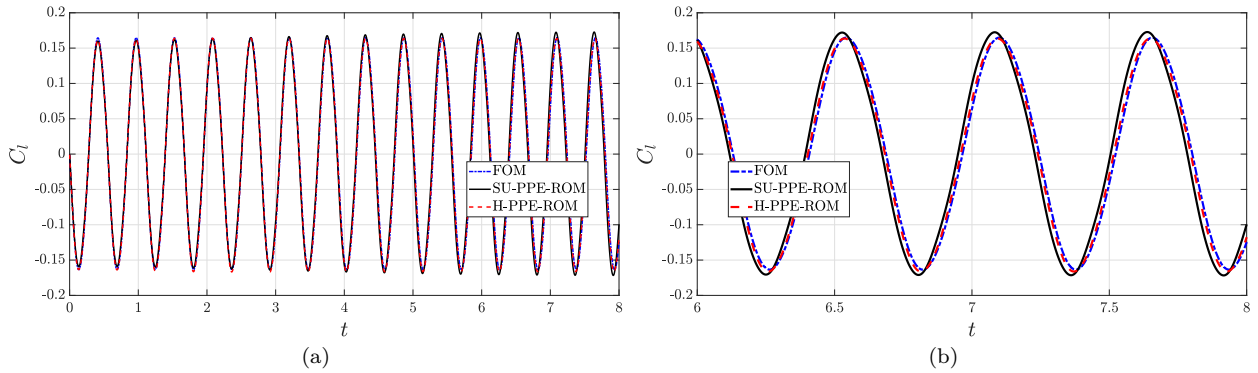 0.2
0.15
0.1
0.05
0
-0.05
-0.1
-0.15
-0.2
C_l
0 1 2 3 4 5 6 7 8
t
FOM
SU-PPE-ROM
H-PPE-ROM
(a)
0.2
0.15
0.1
0.05
0
-0.05
-0.1
-0.15
-0.2
C_l
6 6.5 7 7.5 8
t
FOM
SU-PPE-ROM
H-PPE-ROM
(b)